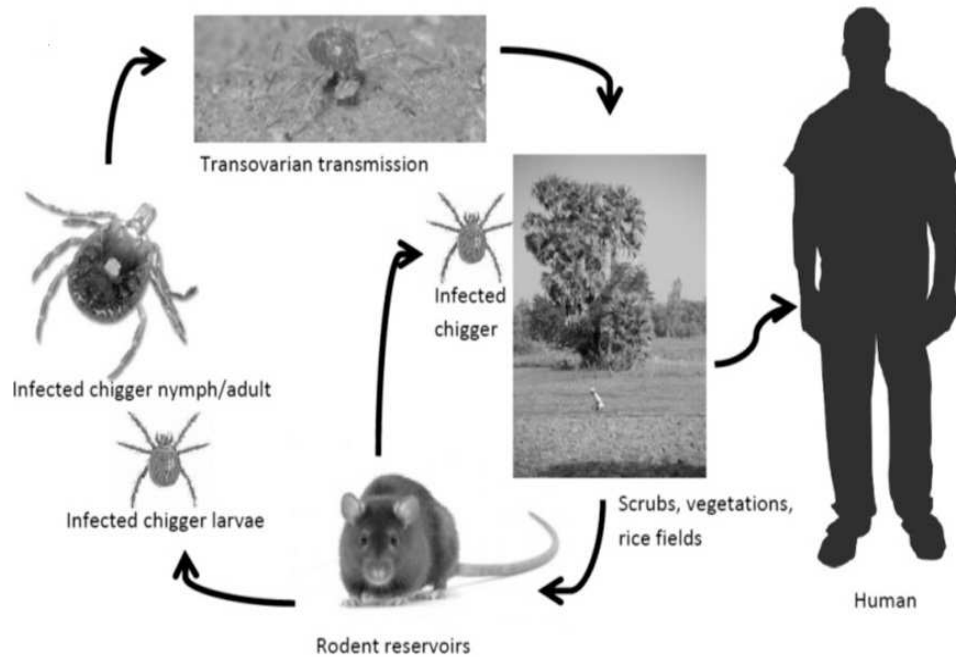 Transovarian transmission
Infected
chigger
Infected chigger nymph/adult
Infected chigger larvae
Scrubs, vegetations,
rice fields
Human
Rodent reservoirs